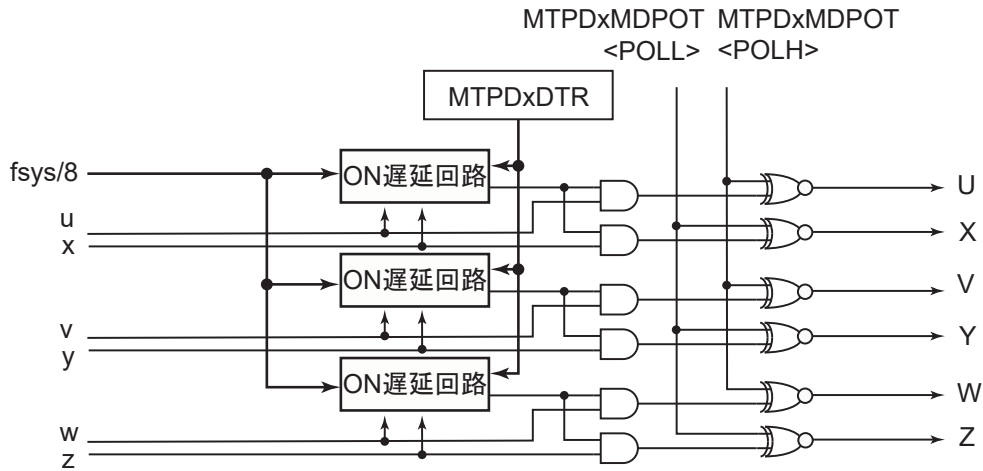 MTPDxMDPOT MTPDxMDPOT
<POLL> <POLH>
MTPDxDTR
fsys/8
ON遅延回路
U
u
x
X
ON遅延回路
V
v
y
Y
ON遅延回路
W
w
z
Z